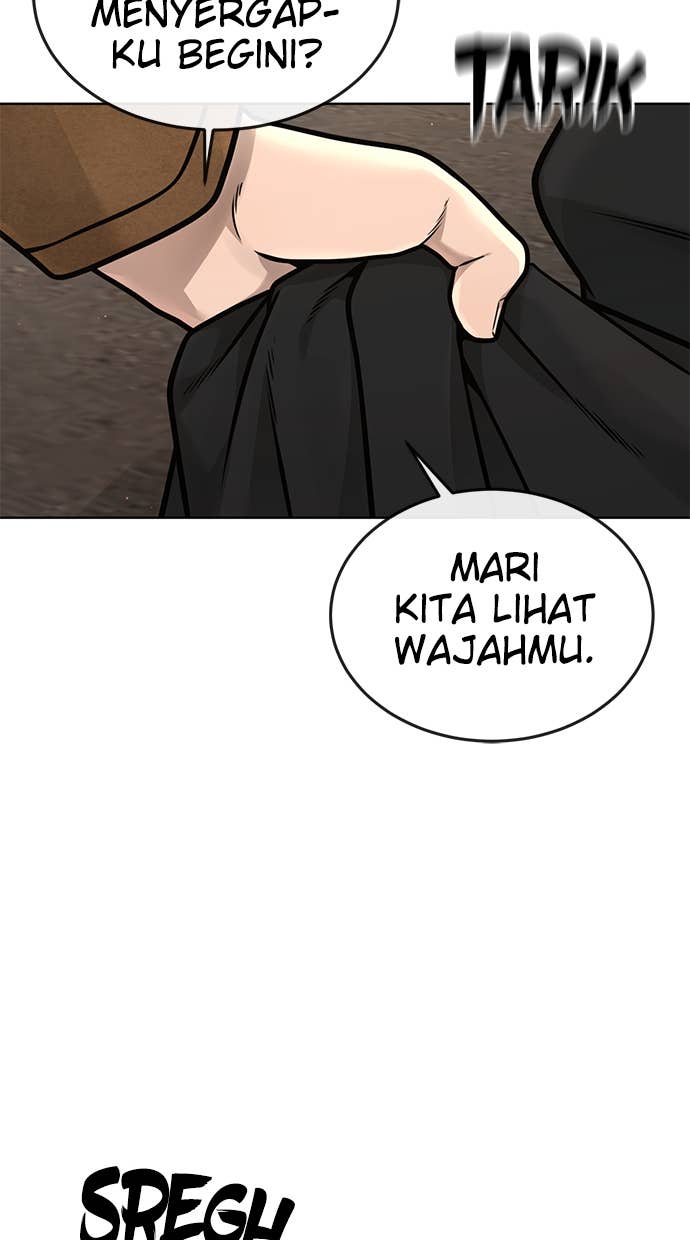 MENYERGAP-
KU BEGINI?
TARIK
MARI
KITA LIHAT
WAJAHMU.
SREGH